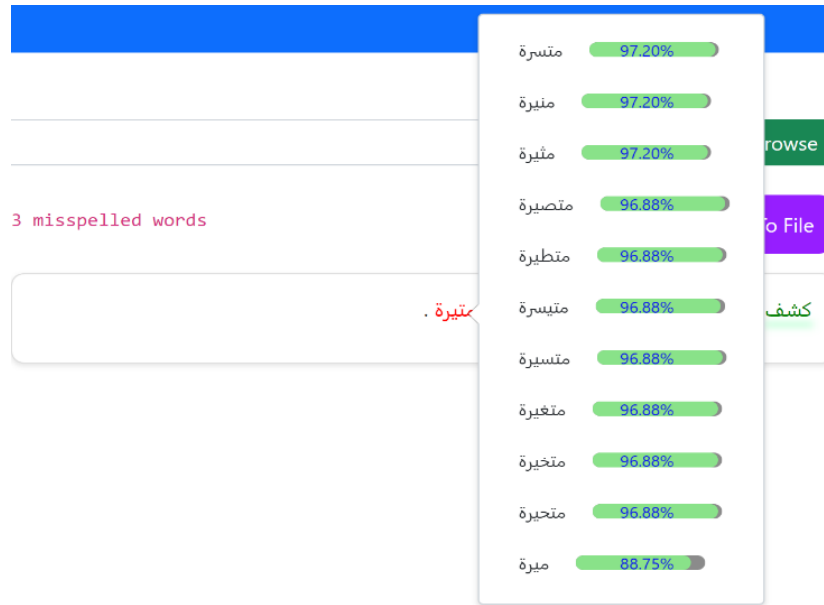 متسرة 97.20%
منيرة 97.20%
مثيرة 97.20%
rowse
متصيرة 96.88%
3 misspelled words
o File
متطيرة 96.88%
متيسرة 96.88%
كشف
متيرة .
متسيرة 96.88%
متغيرة 96.88%
متخيرة 96.88%
متحيرة 96.88%
ميرة 88.75%